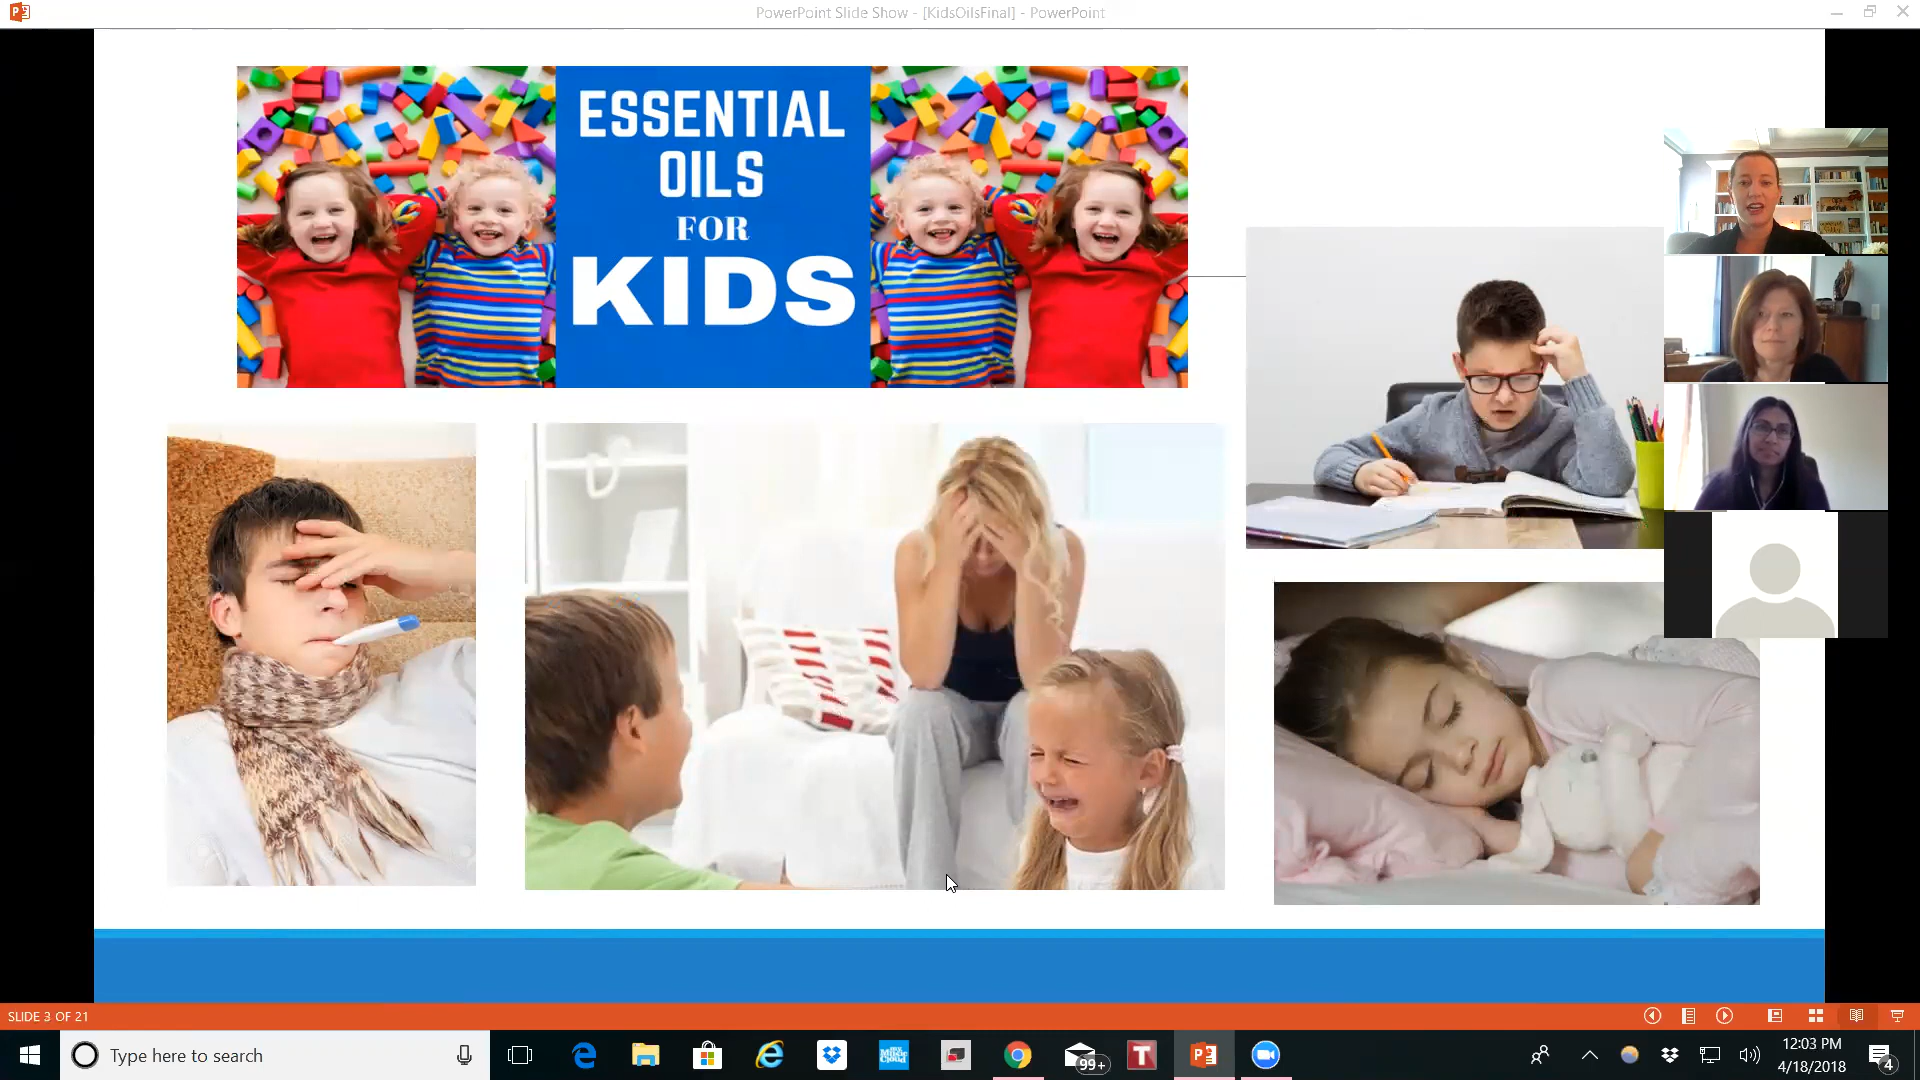 PowerPoint Slide Show - [KidsOilsFinal] - PowerPoint
ESSENTIAL
OILS
FOR
KIDS
SLIDE 3 OF 21
Type here to search
99+
12:03 PM
4/18/2018
4